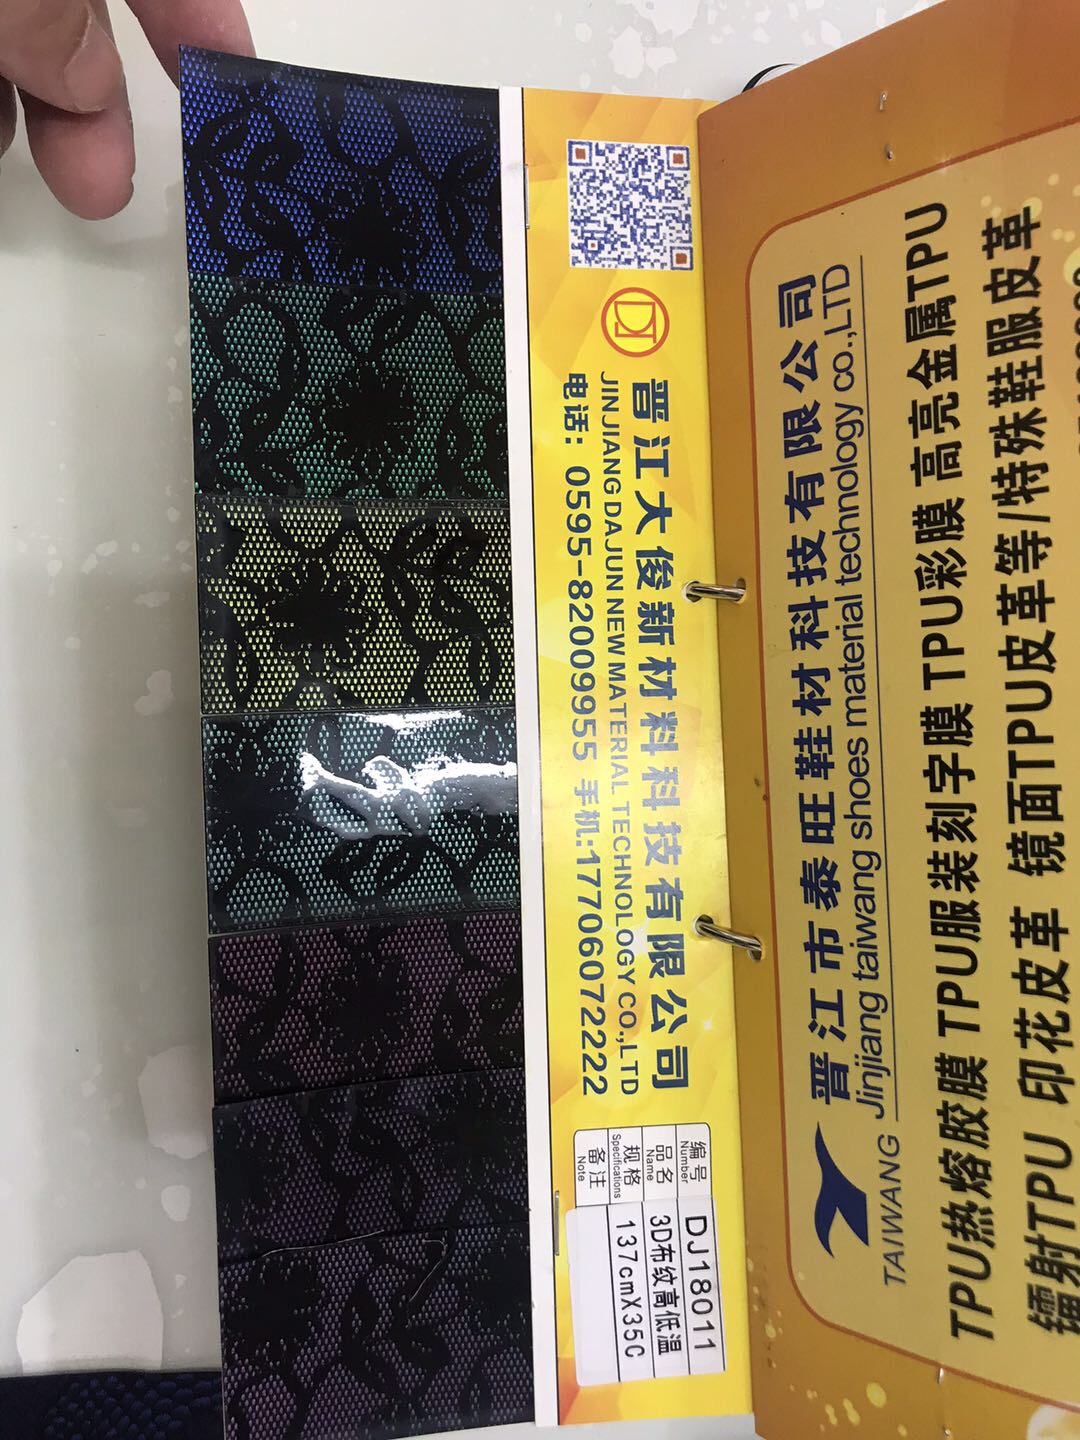 DJ
晋江大俊新材料科技有限公司
JINJIANG DAJUN NEW MATERIAL TECHNOLOGY CO.,LTD
电话：0595-82009955 手机:17706072222
编号
Number
DJ18011
品名
Name
3D布纹高低温
规格
Specifications
137cmX35C
备注
Note
TAIWANG
晋江市泰旺鞋材科技有限公司
Jinjiang taiwang shoes material technology co.,LTD
TPU热熔胶膜 TPU服装刻字膜 TPU彩膜 高亮金属TPU
镭射TPU 印花皮革 镜面TPU皮革等/特殊鞋服皮革